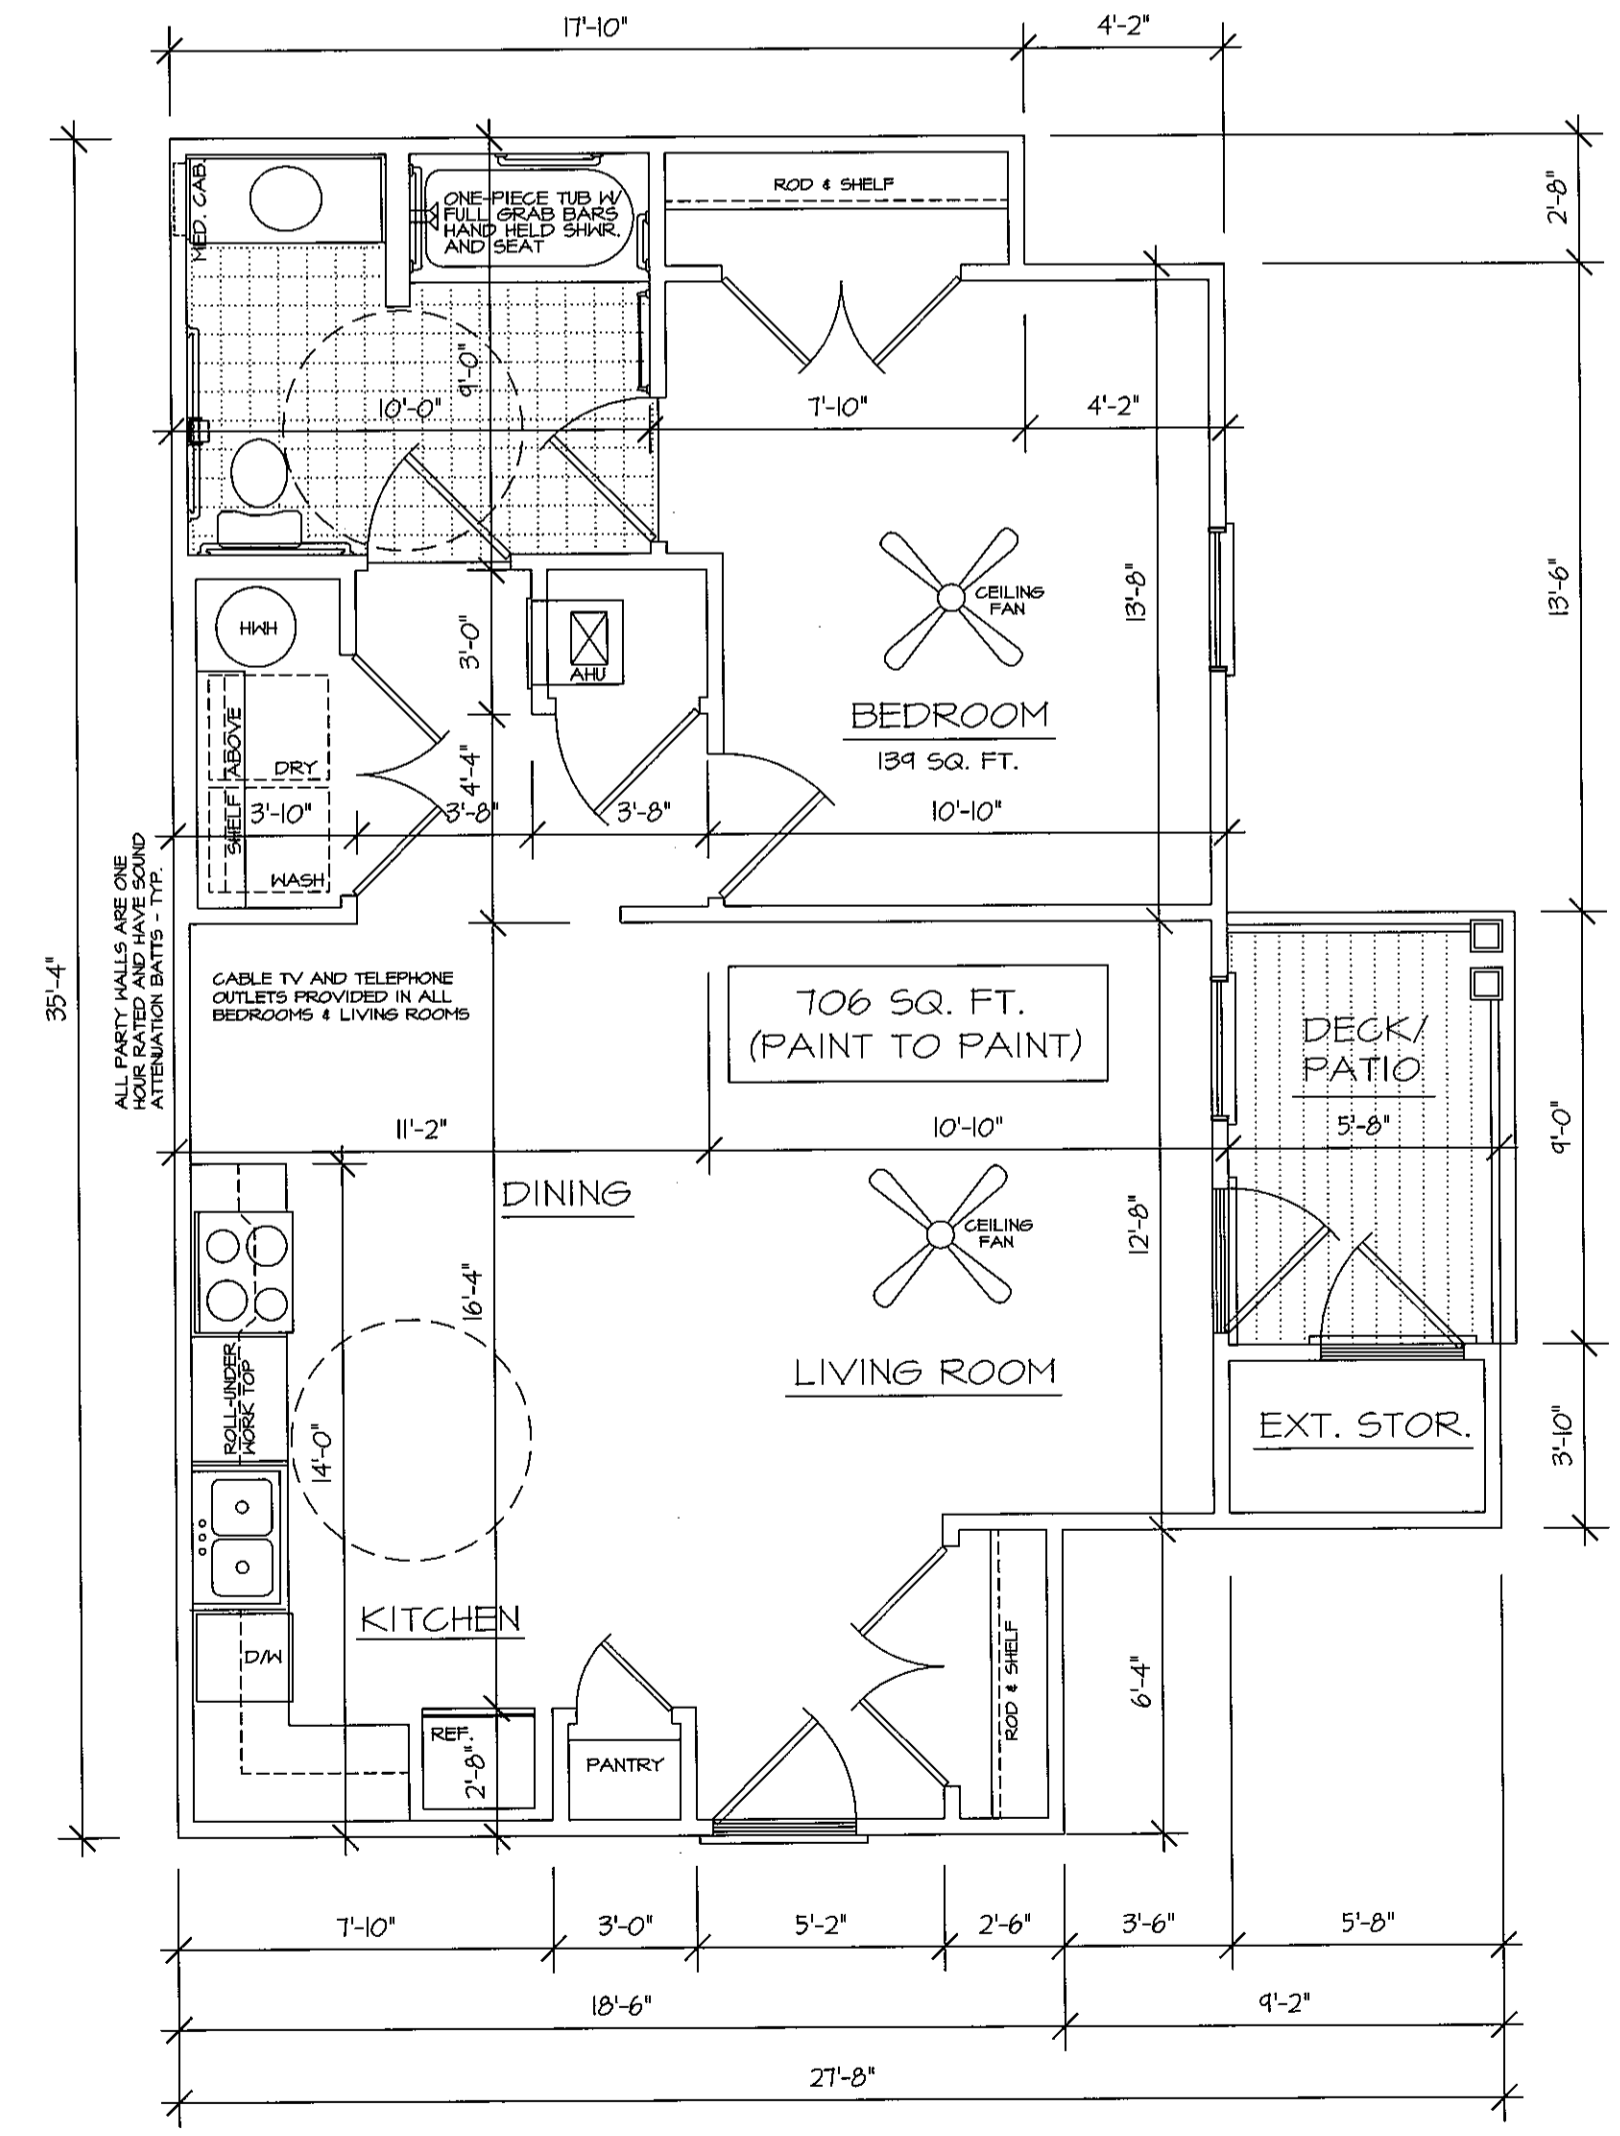 17'-10"
4'-2"
MED. CAB.
ONE-PIECE TUB W/
FULL GRAB BARS
HAND HELD SHWR.
AND SEAT
ROD & SHELF
2'-8"
9'-0"
10'-0"
7'-10"
4'-2"
CEILING
FAN
13'-8"
13'-6"
HWH
3'-0"
AHU
BEDROOM
139 SQ. FT.
SHELF ABOVE
DRY
4'-4"
3'-10"
3'-8"
3'-8"
10'-10"
WASH
ALL PARTY WALLS ARE ONE
HOUR RATED AND HAVE SOUND
ATTENUATION BATTS - TYP.
35'-4"
CABLE TV AND TELEPHONE
OUTLETS PROVIDED IN ALL
BEDROOMS & LIVING ROOMS
706 SQ. FT.
(PAINT TO PAINT)
DECK/
PATIO
11'-2"
10'-10"
5'-8"
9'-0"
DINING
CEILING
FAN
12'-8"
16'-4"
ROLL-UNDER
WORK TOP
14'-0"
LIVING ROOM
EXT. STOR.
3'-10"
KITCHEN
D/W
ROD & SHELF
6'-4"
REF.
2'-8"
PANTRY
7'-10"
3'-0"
5'-2"
2'-6"
3'-6"
5'-8"
18'-6"
9'-2"
27'-8"